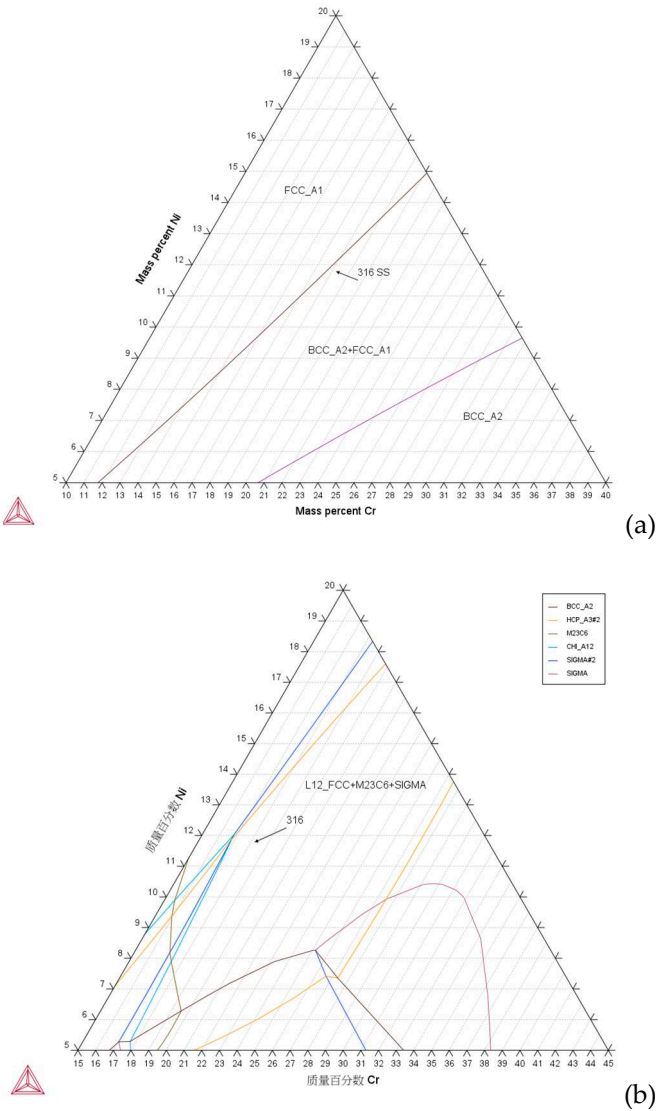 20
19
18
17
16
15
14
13
12
11
10
9
8
7
6
5
FCC_A1
316 SS
BCC_A2+FCC_A1
BCC_A2
Mass percent Ni
10 11 12 13 14 15 16 17 18 19 20 21 22 23 24 25 26 27 28 29 30 31 32 33 34 35 36 37 38 39 40
Mass percent Cr
(a)
20
19
18
17
16
15
14
13
12
11
10
9
8
7
6
5
BCC_A2
HCP_A3#2
M23C6
CHI_A12
SIGMA#2
SIGMA
L12_FCC+M23C6+SIGMA
316
质量百分数 Ni
15 16 17 18 19 20 21 22 23 24 25 26 27 28 29 30 31 32 33 34 35 36 37 38 39 40 41 42 43 44 45
质量百分数 Cr
(b)